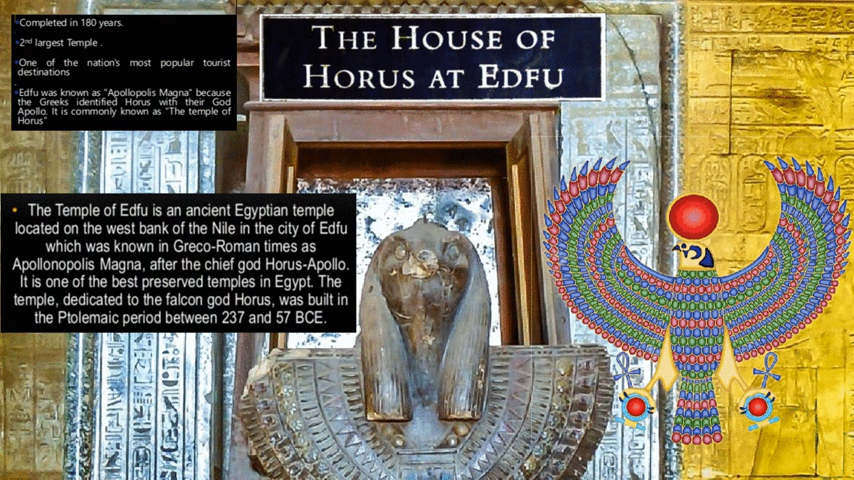 Completed in 180 years.
2nd largest Temple .
One of the nation's most popular tourist
destinations
Edfu was known as "Apollopolis Magna" because
the Greeks identified Horus with their God
Apollo. It is commonly known as "The temple of
Horus"
THE HOUSE OF
HORUS AT EDFU
• The Temple of Edfu is an ancient Egyptian temple
located on the west bank of the Nile in the city of Edfu
which was known in Greco-Roman times as
Apollonopolis Magna, after the chief god Horus-Apollo.
It is one of the best preserved temples in Egypt. The
temple, dedicated to the falcon god Horus, was built in
the Ptolemaic period between 237 and 57 BCE.